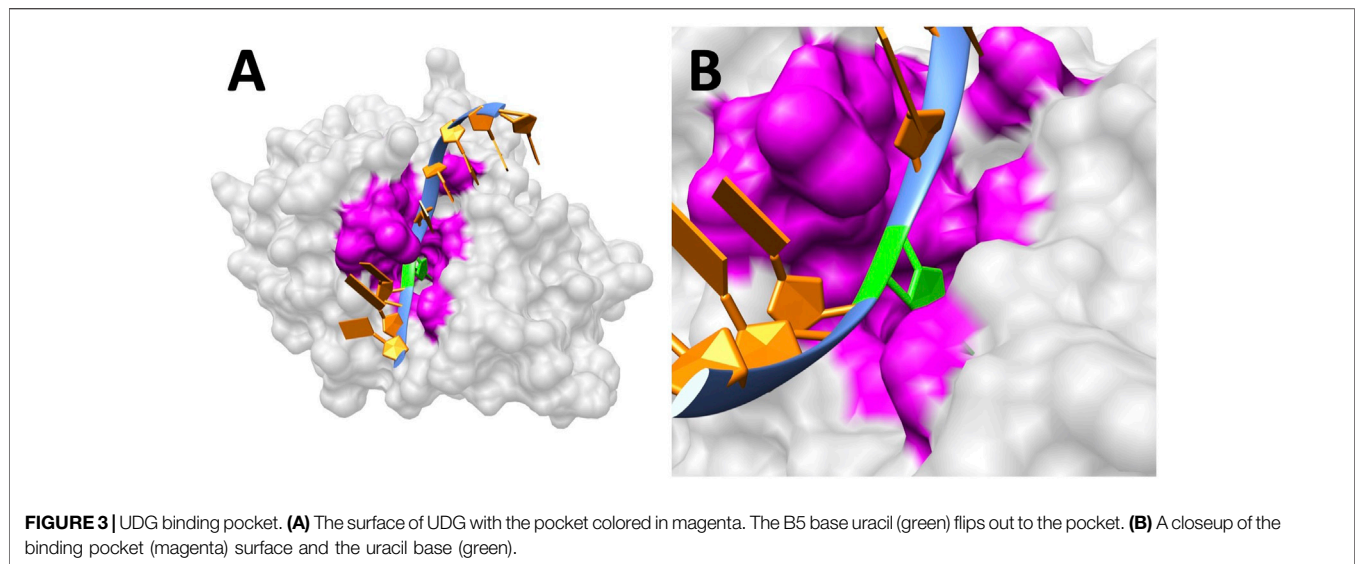 A
B
FIGURE 3 | UDG binding pocket. (A) The surface of UDG with the pocket colored in magenta. The B5 base uracil (green) flips out to the pocket. (B) A closeup of the
binding pocket (magenta) surface and the uracil base (green).